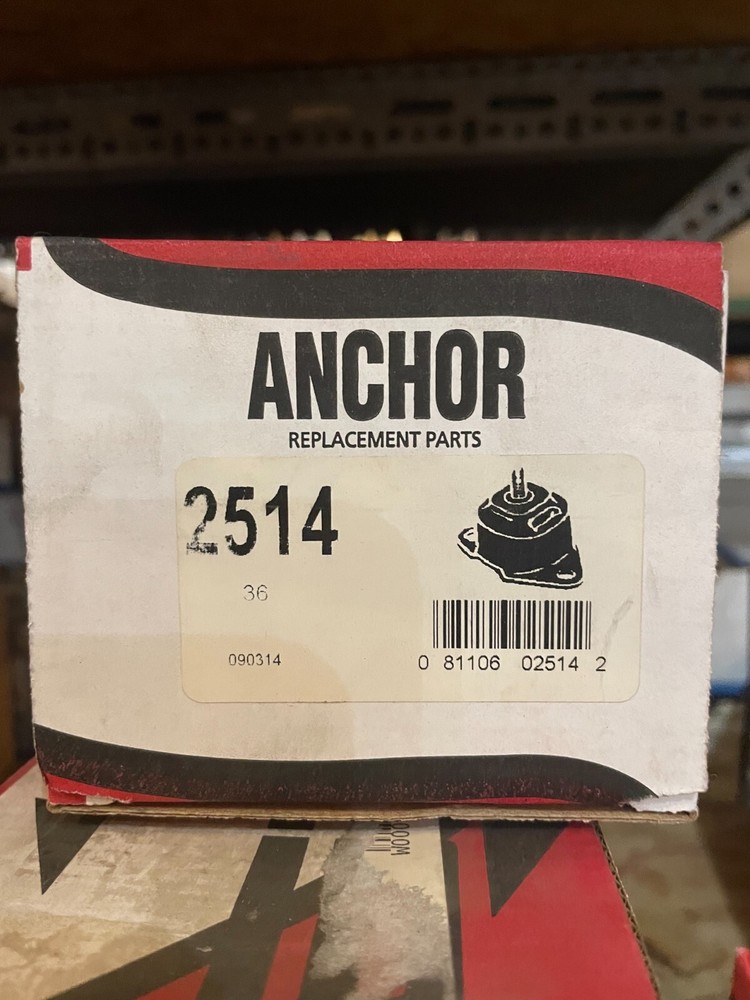 ANCHOR
REPLACEMENT PARTS
2514
36
090314
0 81106 02514 2